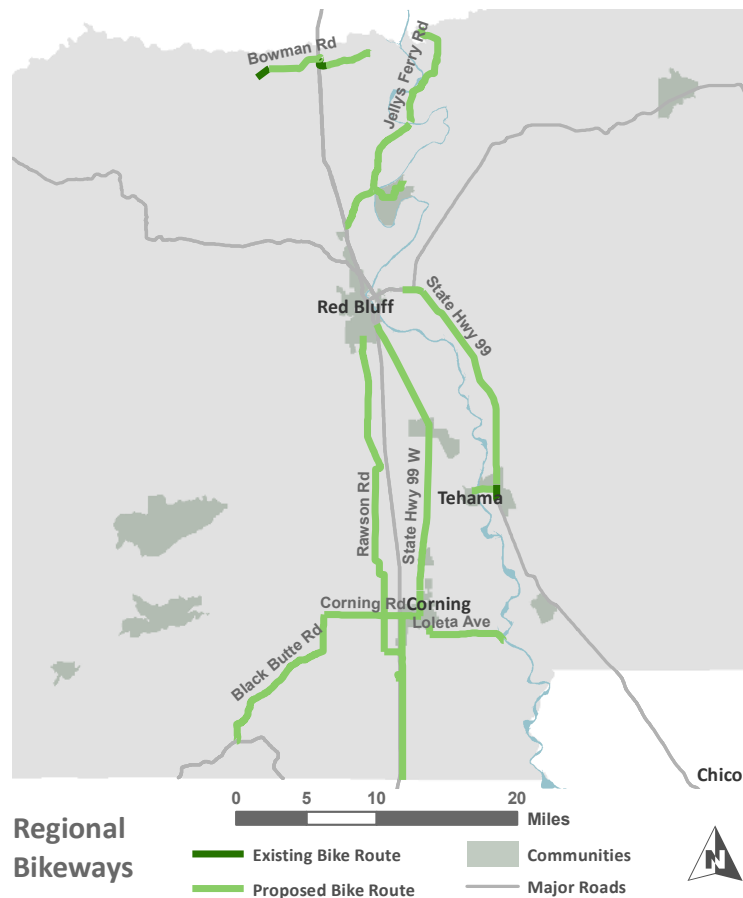 Bowman Rd
Jellys Ferry Rd
Red Bluff
State Hwy 99
Rawson Rd
State Hwy 99 W
Tehama
Corning Rd
Corning
Loleta Ave
Black Butte Rd
Chico
0 5 10 20
Miles
Regional
Bikeways
Existing Bike Route
Communities
Proposed Bike Route
Major Roads
N